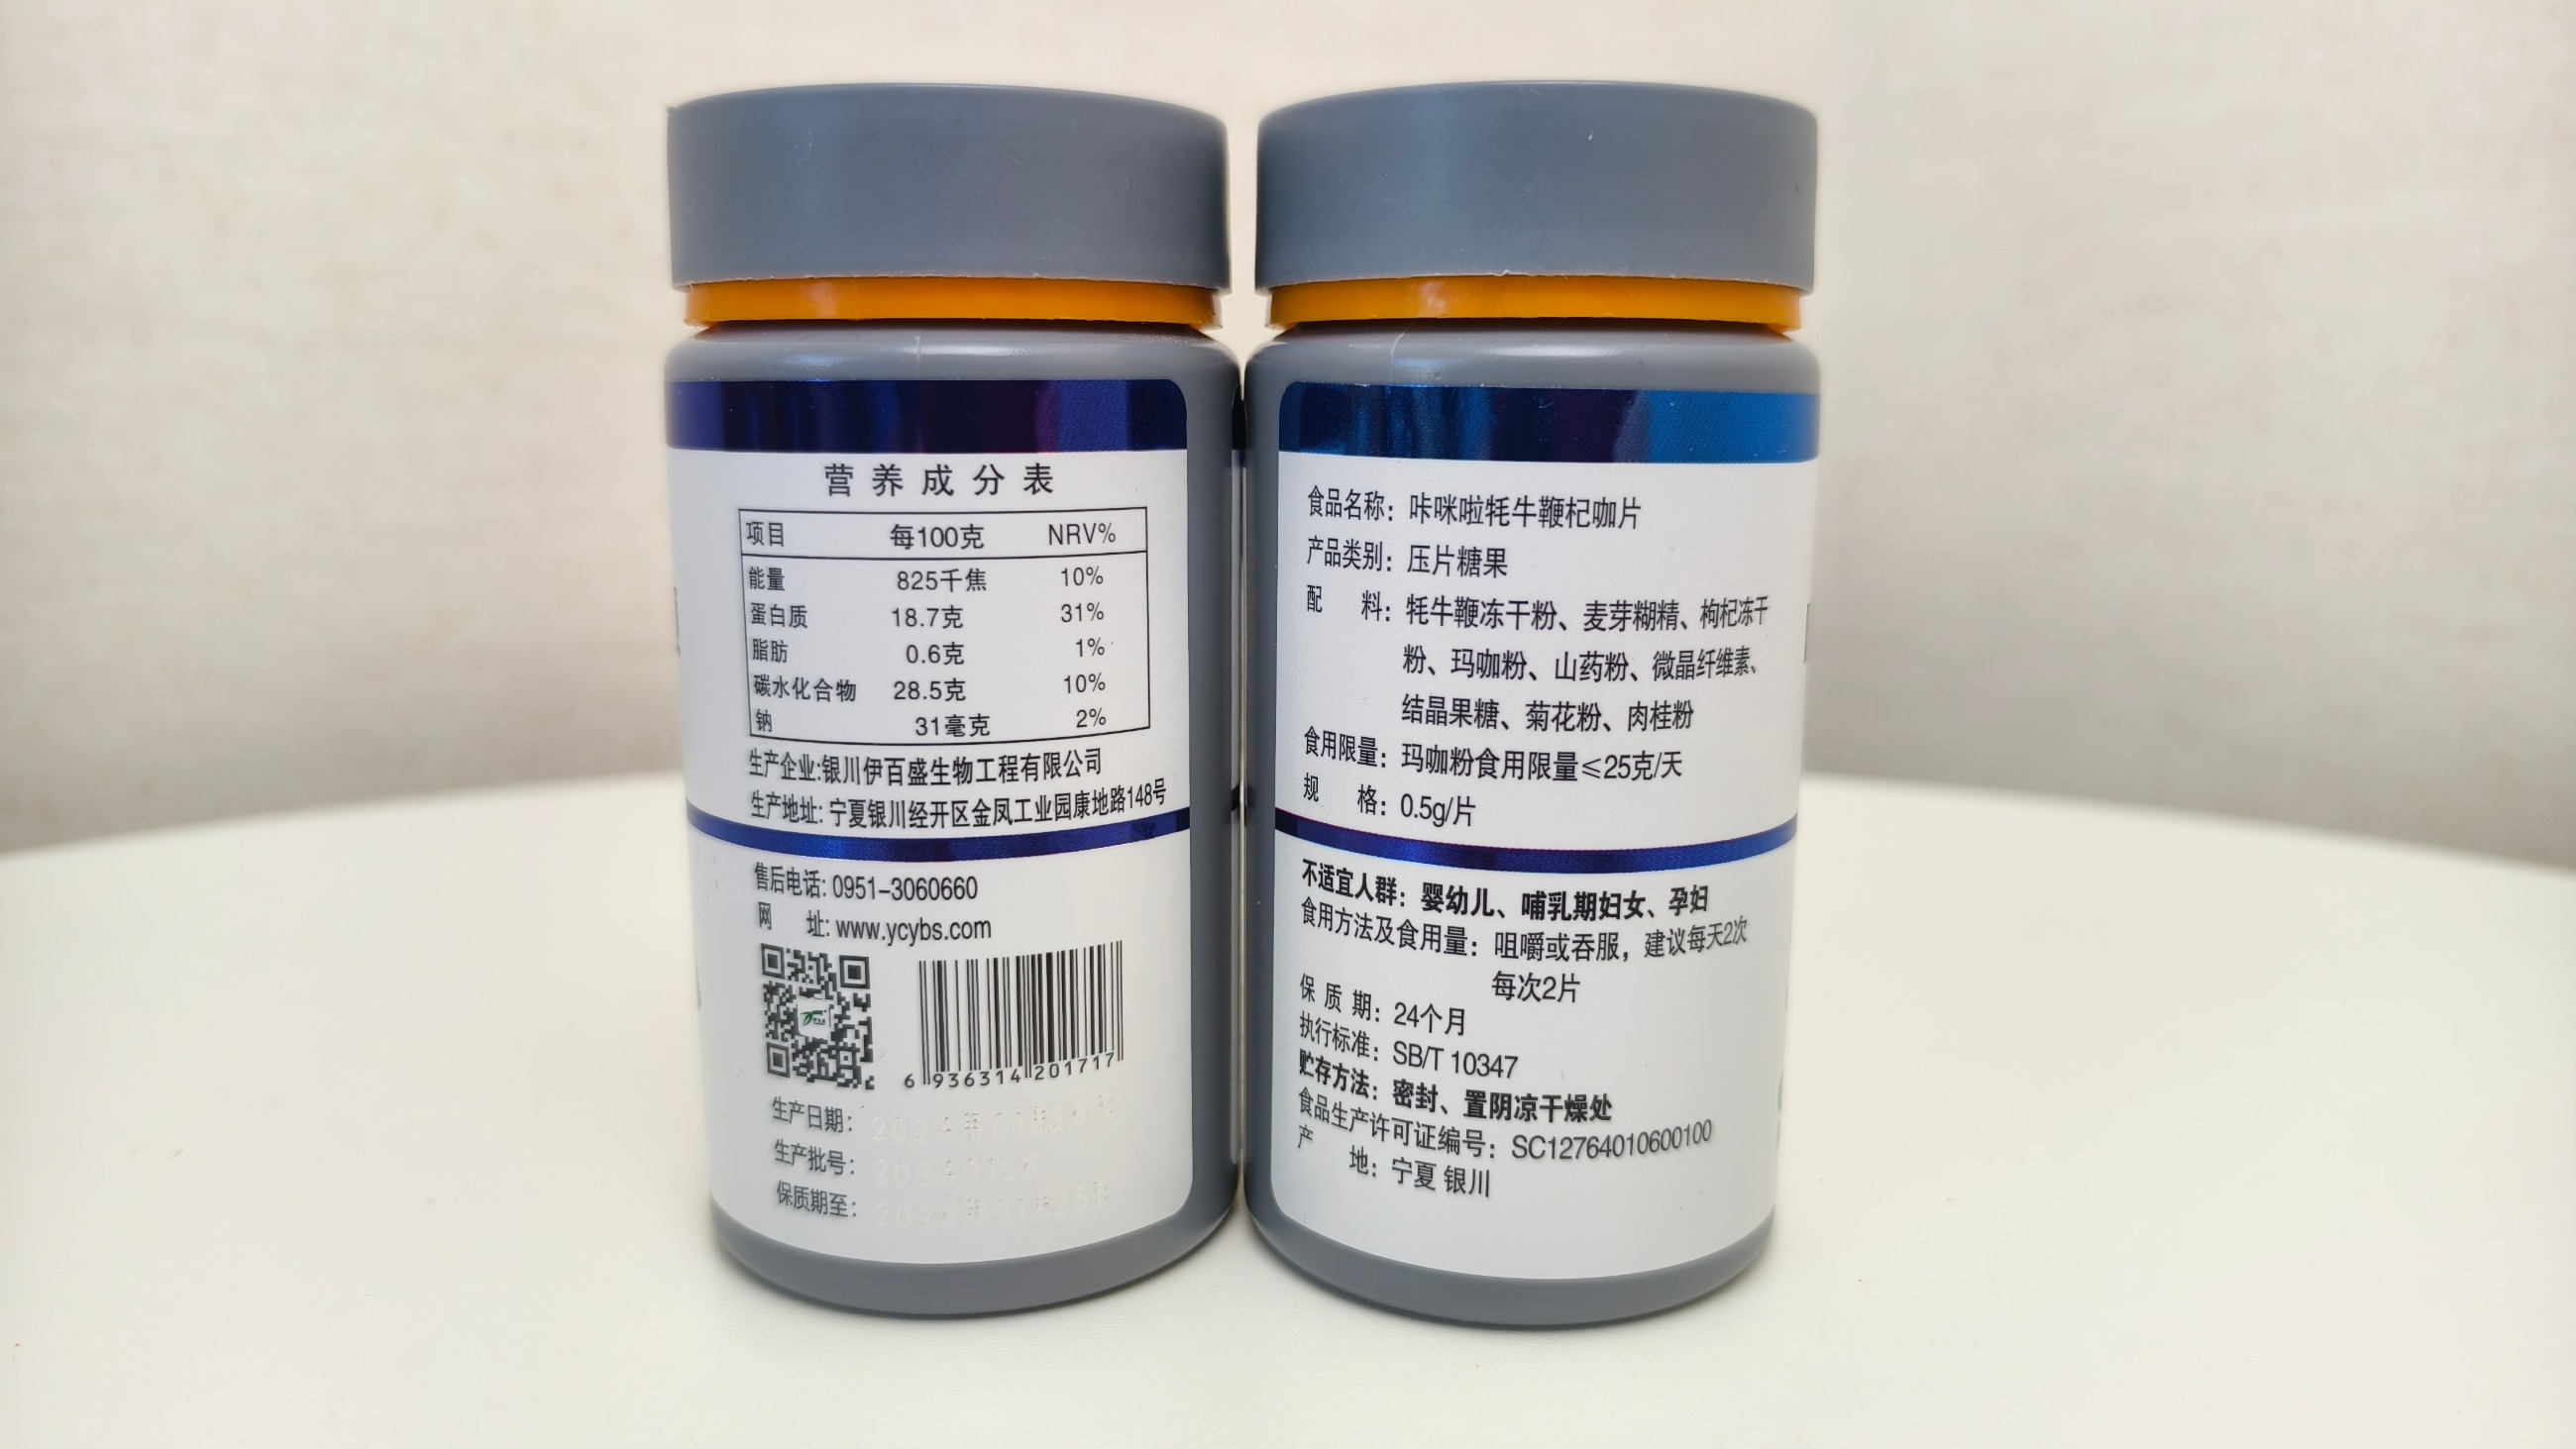 营养成分表
项目 每100克 NRV%
能量 825千焦 10%
蛋白质 18.7克 31%
脂肪 0.6克 1%
碳水化合物 28.5克 10%
钠 31毫克 2%
生产企业:银川伊百盛生物工程有限公司
生产地址: 宁夏银川经开区金凤工业园康地路148号
售后电话: 0951-3060660
网 址: www.ycybs.com
6 936314 201717
生产日期：
生产批号：
保质期至：
食品名称：咔咪啦牦牛鞭杞咖片
产品类别：压片糖果
配 料：牦牛鞭冻干粉、麦芽糊精、枸杞冻干
粉、玛咖粉、山药粉、微晶纤维素、
结晶果糖、菊花粉、肉桂粉
食用限量：玛咖粉食用限量≤25克/天
规 格：0.5g/片
不适宜人群：婴幼儿、哺乳期妇女、孕妇
食用方法及食用量：咀嚼或吞服，建议每天2次
每次2片
保 质 期：24个月
执行标准：SB/T 10347
贮存方法：密封、置阴凉干燥处
食品生产许可证编号：SC12764010600100
产 地：宁夏 银川